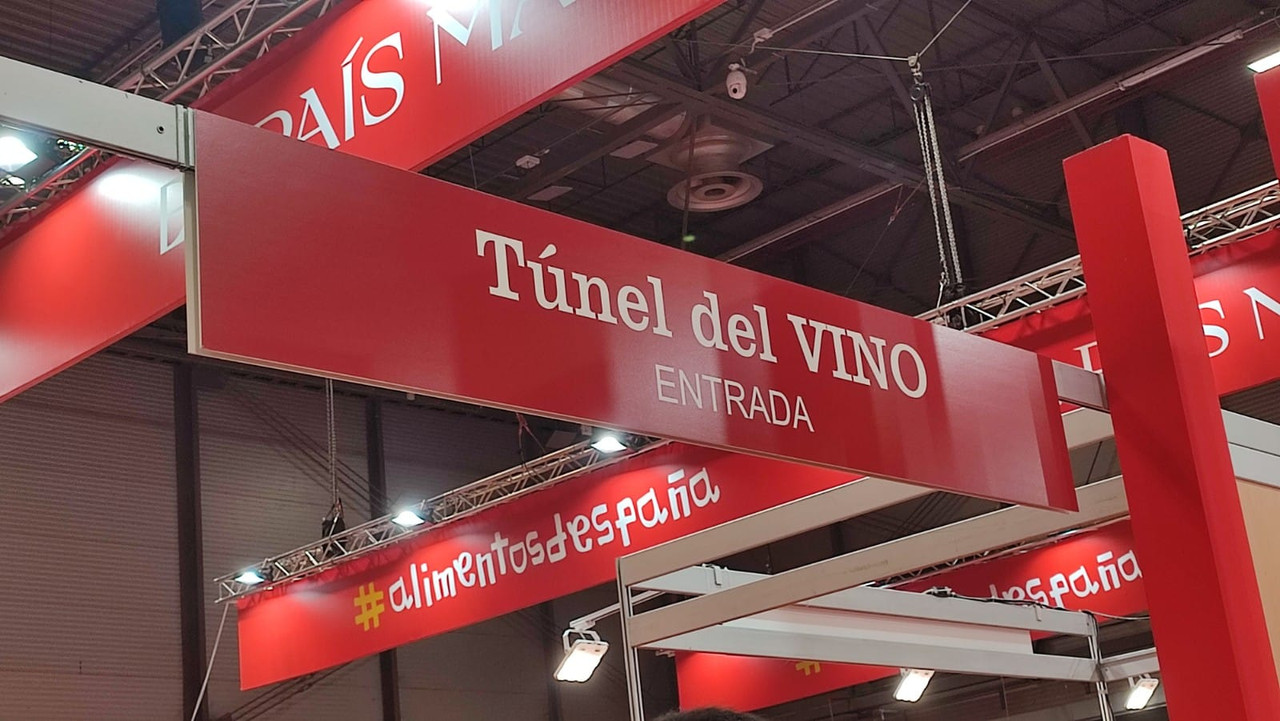 PAÍS
Túnel del VINO
ENTRADA
#alimentosdespaña
despaña